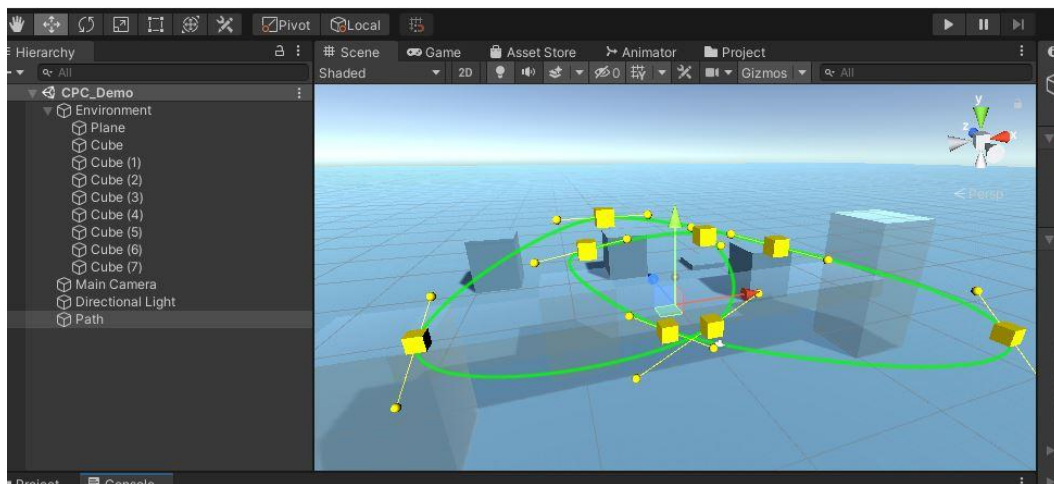 Pivot Local
Hierarchy
All
CPC_Demo
Environment
Plane
Cube
Cube (1)
Cube (2)
Cube (3)
Cube (4)
Cube (5)
Cube (6)
Cube (7)
Main Camera
Directional Light
Path
# Scene Game Asset Store Animator Project
Shaded 2D 0 Gizmos All
y
z x
Persp
Project Console